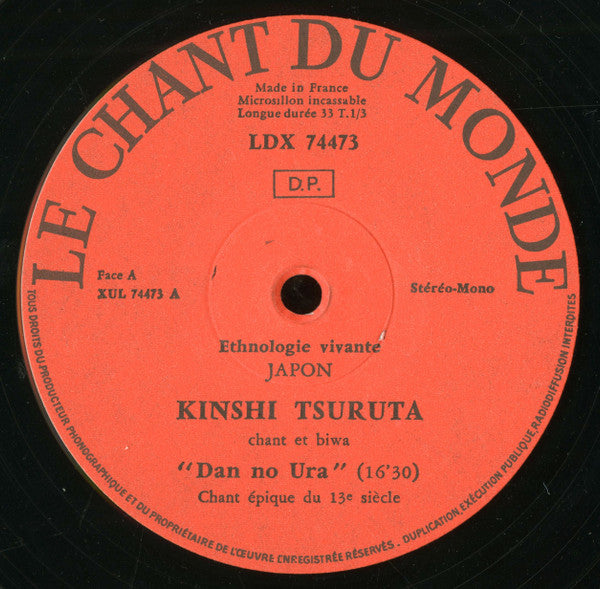 LE CHANT DU MONDE
Made in France
Microsillon incassable
Longue durée 33 T.1/3
LDX 74473
D.P.
Face A
XUL 74473 A
Stéréo-Mono
Ethnologie vivante
JAPON
KINSHI TSURUTA
chant et biwa
"Dan no Ura" (16'30)
Chant épique du 13e siècle
TOUS DROITS DU PRODUCTEUR PHONOGRAPHIQUE ET DU PROPRIÉTAIRE DE L'ŒUVRE ENREGISTRÉE RÉSERVÉS - DUPLICATION, EXÉCUTION PUBLIQUE, RADIODIFFUSION INTERDITES